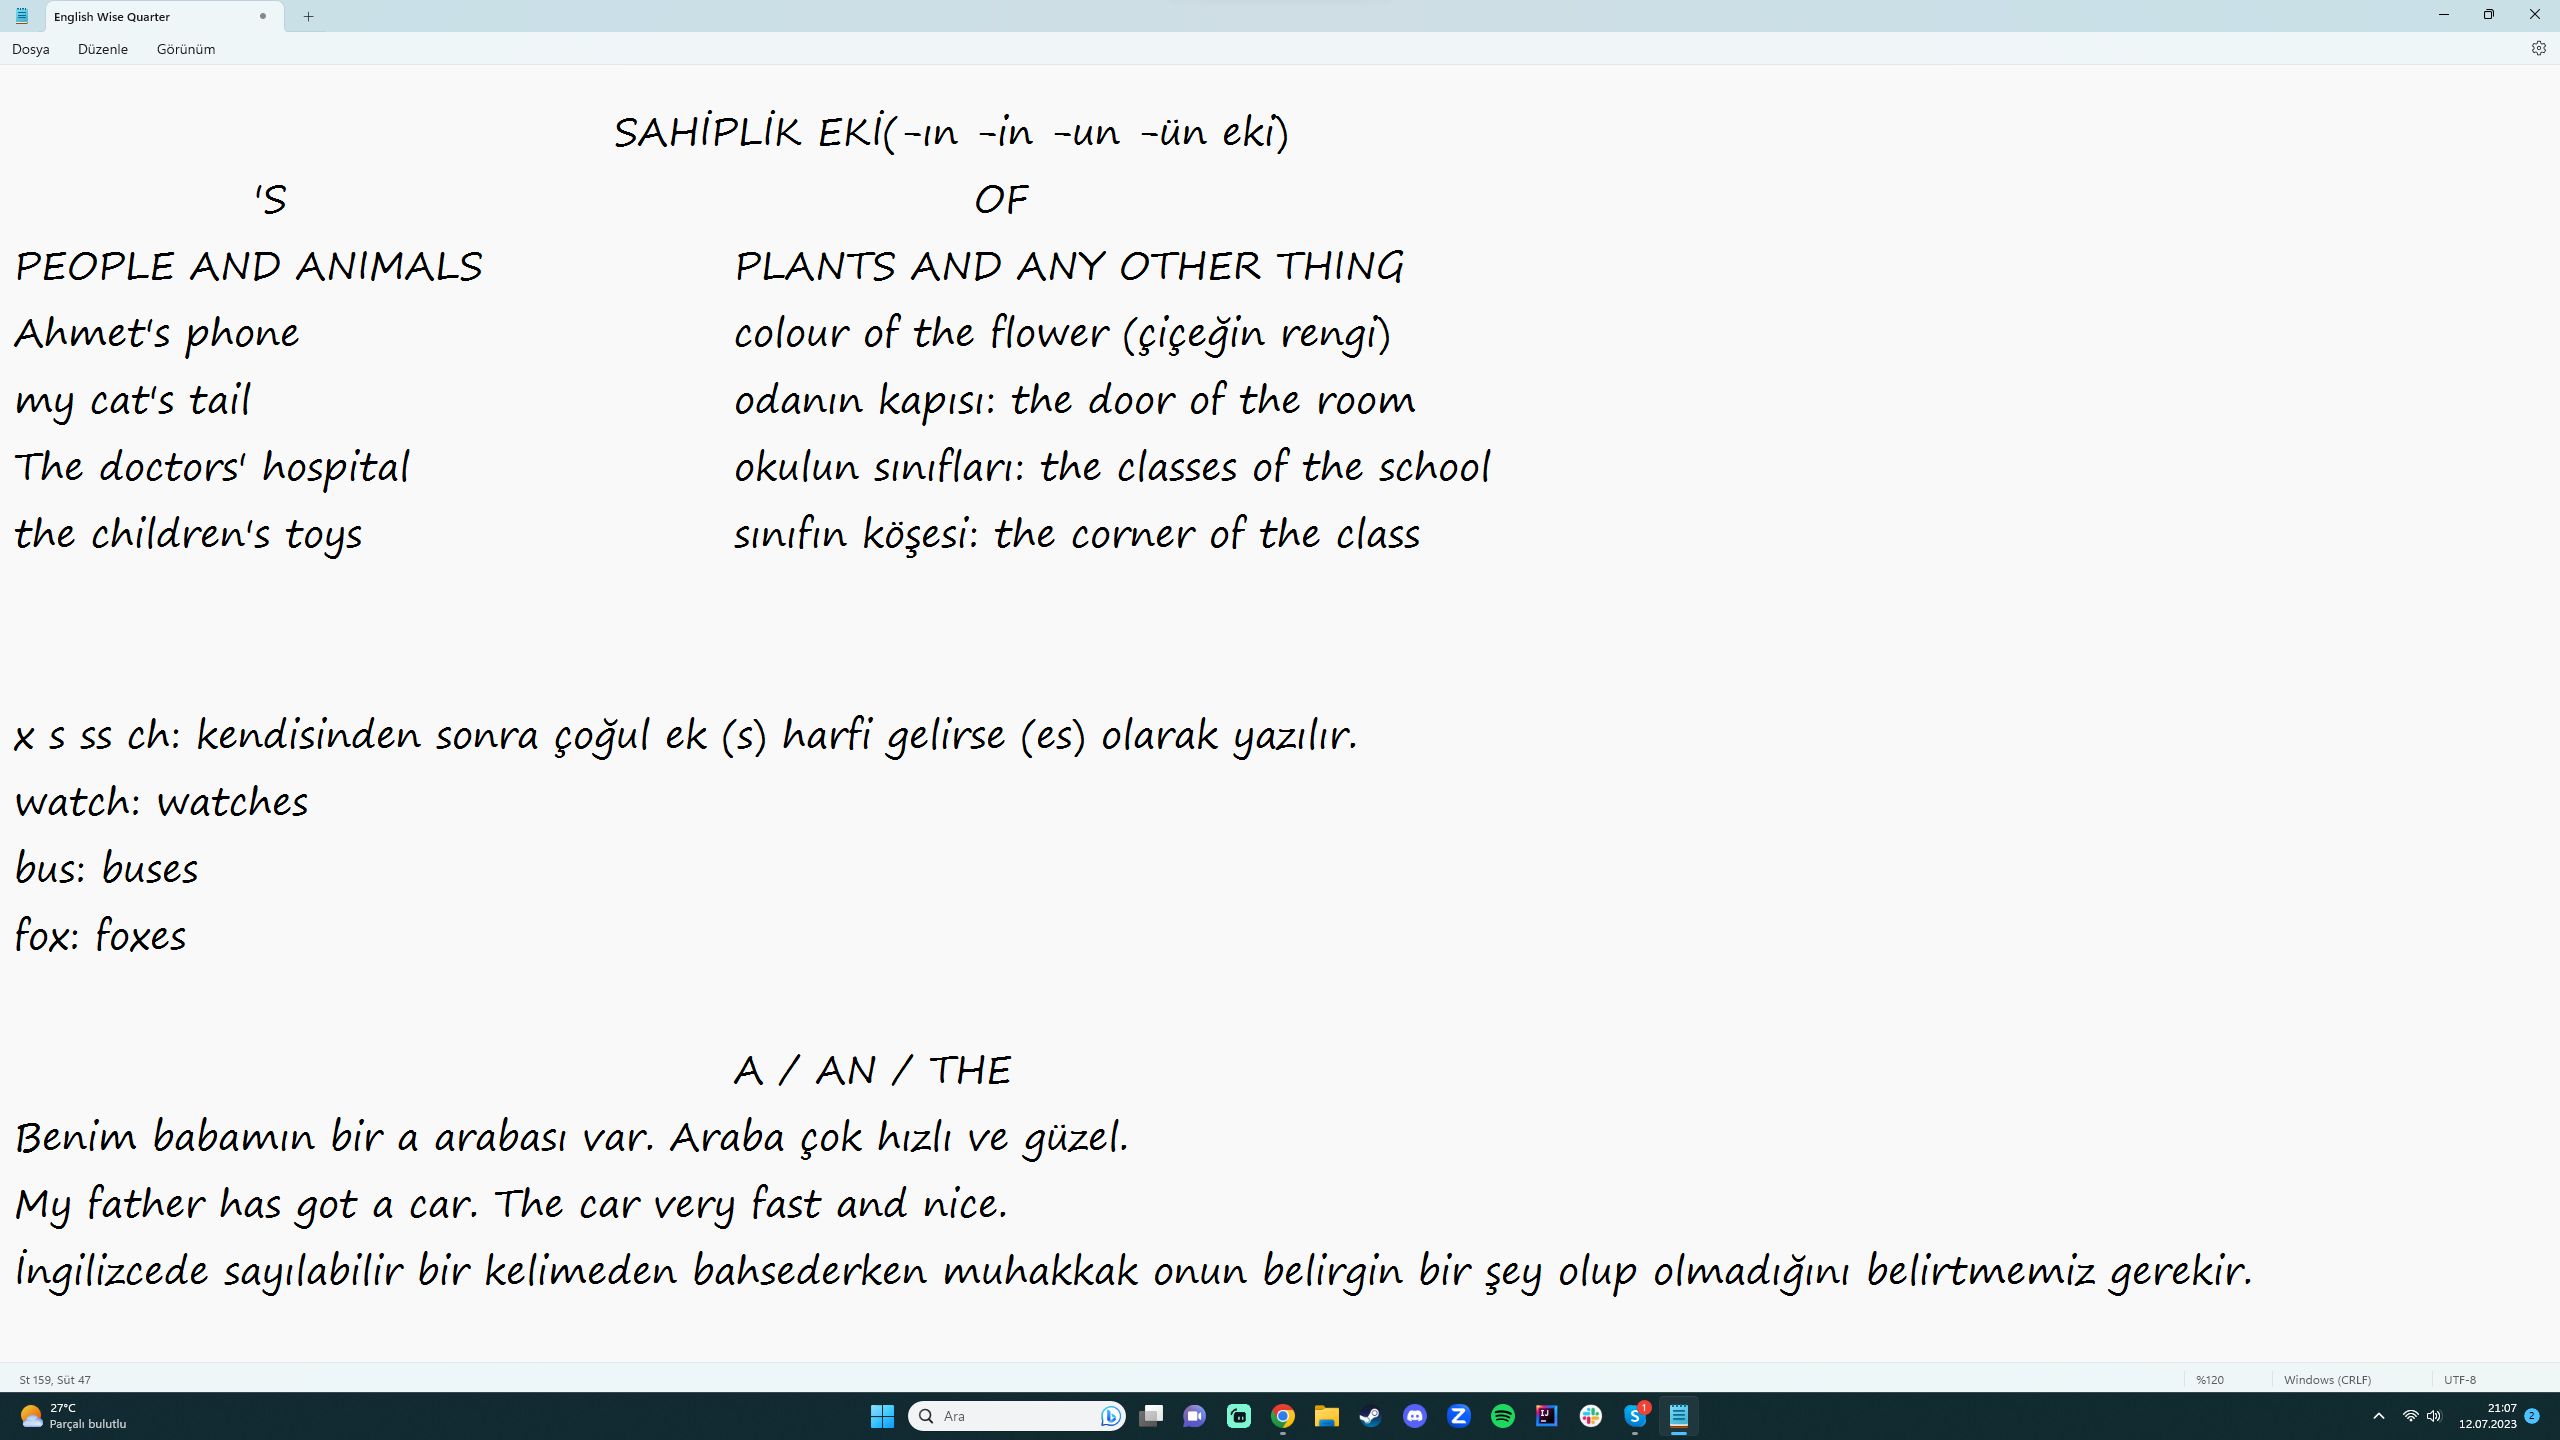 English Wise Quarter
Dosya Düzenle Görünüm
SAHİPLİK EKİ(-ın -in -un -ün eki)
'S OF
PEOPLE AND ANIMALS PLANTS AND ANY OTHER THING
Ahmet's phone colour of the flower (çiçeğin rengi)
my cat's tail odanın kapısı: the door of the room
The doctors' hospital okulun sınıfları: the classes of the school
the children's toys sınıfın köşesi: the corner of the class
x s ss ch: kendisinden sonra çoğul ek (s) harfi gelirse (es) olarak yazılır.
watch: watches
bus: buses
fox: foxes
A / AN / THE
Benim babamın bir a arabası var. Araba çok hızlı ve güzel.
My father has got a car. The car very fast and nice.
İngilizcede sayılabilir bir kelimeden bahsederken muhakkak onun belirgin bir şey olup olmadığını belirtmemiz gerekir.
St 159, Süt 47 %120 Windows (CRLF) UTF-8
27°C
Parçalı bulutlu
Ara
1
21:07
12.07.2023
2